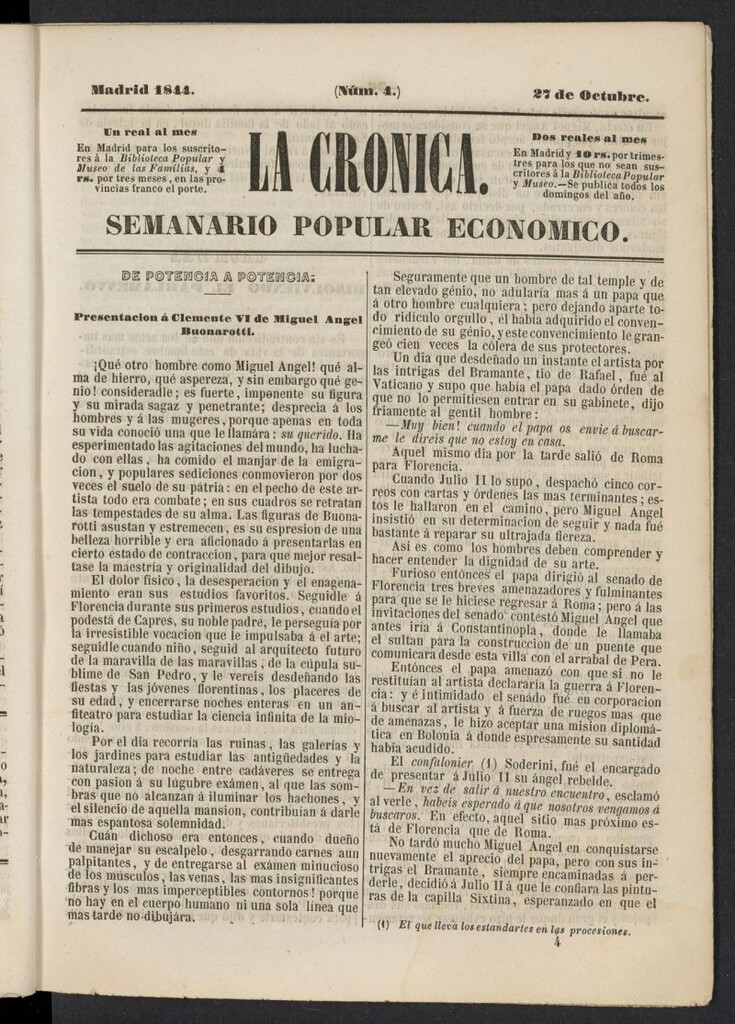 Madrid 1844.
(Núm. 4.)
27 de Octubre.
Un real al mes
En Madrid para los suscrito-
res á la Biblioteca Popular y
Museo de las Familias, y 4
rs. por tres meses, en las pro-
vincias franco el porte.
LA CRONICA.
Dos reales al mes
En Madrid y 10 rs. por trimes-
tres para los que no sean sus-
critores á la Biblioteca Popular
y Museo.—Se publica todos los
domingos del año.
SEMANARIO POPULAR ECONOMICO.
DE POTENCIA A POTENCIA:
Presentacion á Clemente VI de Miguel Angel
Buonarotti.
¡Qué otro hombre como Miguel Angel! qué al-
ma de hierro, qué aspereza, y sin embargo qué ge-
nio! consideradle; es fuerte, imponente su figura
y su mirada sagaz y penetrante; desprecia á los
hombres y á las mugeres, porque apenas en toda
su vida conoció una que le llamára: su querido. Ha
esperimentado las agitaciones del mundo, ha lucha-
do con ellas, ha comido el manjar de la emigra-
cion, y populares sediciones conmovieron por dos
veces el suelo de su pátria: en el pecho de este ar-
tista todo era combate; en sus cuadros se retratan
las tempestades de su alma. Las figuras de Buona-
rotti asustan y estremecen, es su espresion de una
belleza horrible y era aficionado á presentarlas en
cierto estado de contraccion, para que mejor resal-
tase la maestría y originalidad del dibujo.
El dolor físico, la desesperacion y el enagena-
miento eran sus estudios favoritos. Seguidle á
Florencia durante sus primeros estudios, cuando el
podestá de Capres, su noble padre, le perseguia por
la irresistible vocacion que le impulsaba á el arte;
seguidle cuando niño, seguid al arquitecto futuro
de la maravilla de las maravillas, de la cúpula su-
blime de San Pedro, y le vereis desdeñando las
fiestas y las jóvenes florentinas, los placeres de
su edad, y encerrarse noches enteras en un an-
fiteatro para estudiar la ciencia infinita de la mio-
logía.
Por el dia recorría las ruinas, las galerías y
los jardines para estudiar las antigüedades y la
naturaleza; de noche entre cadáveres se entrega
con pasion á su lúgubre exámen, al que las som-
bras que no alcanzan á iluminar los hachones, y
el silencio de aquella mansion, contribuían á darle
mas espantosa solemnidad.
Cuán dichoso era entonces, cuando dueño
de manejar su escalpelo, desgarrando carnes aun
palpitantes, y de entregarse al exámen minucioso
de los músculos, las venas, las mas insignificantes
fibras y los mas imperceptibles contornos! porque
no hay en el cuerpo humano ni una sola línea que
mas tarde no dibujára.
Seguramente que un hombre de tal temple y de
tan elevado génio, no adularia mas á un papa que
á otro hombre cualquiera; pero dejando aparte to-
do ridículo orgullo, él habia adquirido el conven-
cimiento de su génio, y este convencimiento le gran-
geó cien veces la cólera de sus protectores.
Un dia que desdeñado un instante el artista por
las intrigas del Bramante, tio de Rafael, fué al
Vaticano y supo que habia el papa dado órden de
que no lo permitiesen entrar en su gabinete, dijo
friamente al gentil hombre:
—Muy bien! cuando el papa os envie á buscar-
me le direis que no estoy en casa.
Aquel mismo dia por la tarde salió de Roma
para Florencia.
Cuando Julio II lo supo, despachó cinco cor-
reos con cartas y órdenes las mas terminantes; es-
tos le hallaron en el camino, pero Miguel Angel
insistió en su determinacion de seguir y nada fué
bastante á reparar su ultrajada fiereza.
Asi es como los hombres deben comprender y
hacer entender la dignidad de su arte.
Furioso entónces el papa dirigió al senado de
Florencia tres breves amenazadores y fulminantes
para que se le hiciese regresar á Roma; pero á las
invitaciones del senado contestó Miguel Angel que
antes iria á Constantinopla, donde le llamaba
el sultan para la construccion de un puente que
comunicara desde esta villa con el arrabal de Pera.
Entónces el papa amenazó con que si no le
restituian al artista declararía la guerra á Floren-
cia: y é intimidado el senado fué en corporacion
á buscar al artista y á fuerza de ruegos mas que
de amenazas, le hizo aceptar una mision diplomá-
tica en Bolonia á donde espresamente su santidad
habia acudido.
El confalonier (1) Soderini, fué el encargado
de presentar á Julio II su ángel rebelde.
—En vez de salir á nuestro encuentro, esclamó
al verle, habeis esperado á que nosotros vengamos á
buscaros. En efecto, aquel sitio mas próximo es-
tá de Florencia que de Roma.
No tardó mucho Miguel Angel en conquistarse
nuevamente el aprecio del papa, pero con sus in-
trigas el Bramante, siempre encaminadas á per-
derle, decidió á Julio II á que le confiara las pintu-
ras de la capilla Sixtina, esperanzado en que el
(1) El que lleva los estandartes en las procesiones.
4